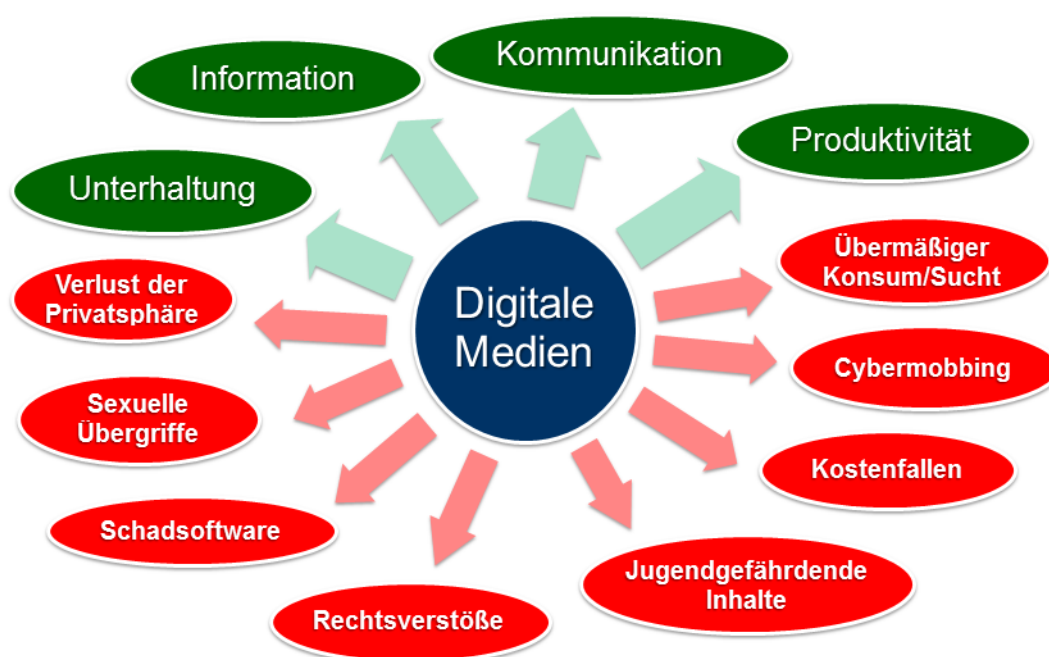 Kommunikation
Information
Produktivität
Unterhaltung
Übermäßiger
Konsum/Sucht
Verlust der
Privatsphäre
Digitale
Medien
Cybermobbing
Sexuelle
Übergriffe
Kostenfallen
Schadsoftware
Jugendgefährdende
Inhalte
Rechtsverstöße